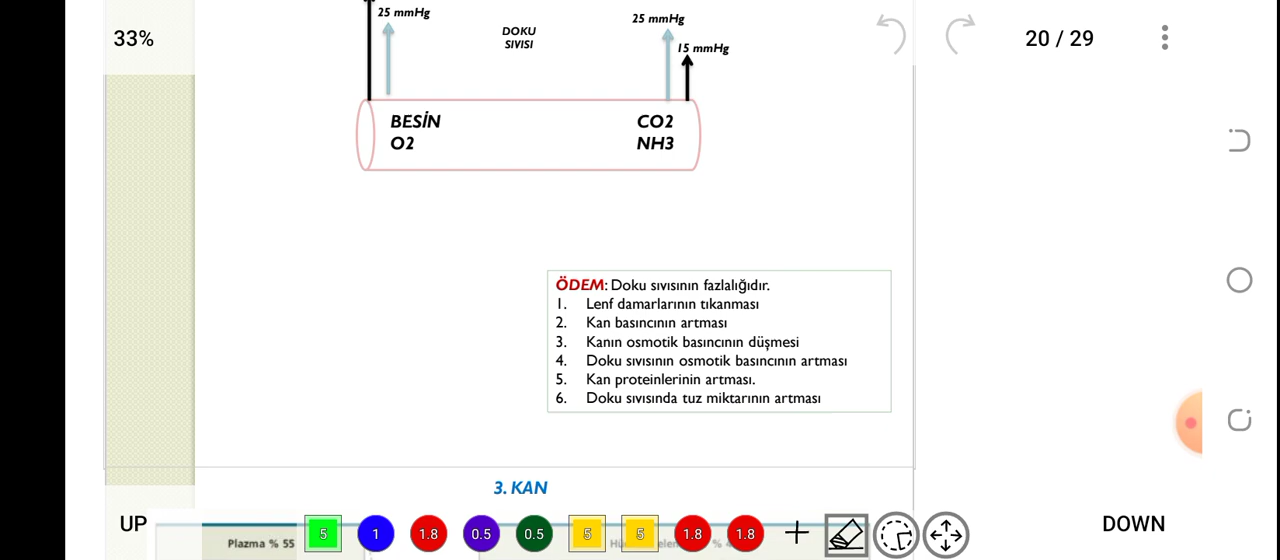 25 mmHg
25 mmHg
33%
DOKU
SIVISI
20 / 29
15 mmHg
BESİN
CO2
O2
NH3
ÖDEM: Doku sıvısının fazlalığıdır.
1. Lenf damarlarının tıkanması
2. Kan basıncının artması
3. Kanın osmotik basıncının düşmesi
4. Doku sıvısının osmotik basıncının artması
5. Kan proteinlerinin artması.
6. Doku sıvısında tuz miktarının artması
3. KAN
UP
5 1 1.8 0.5 0.5 5 5 1.8 1.8
DOWN
Plazma % 55